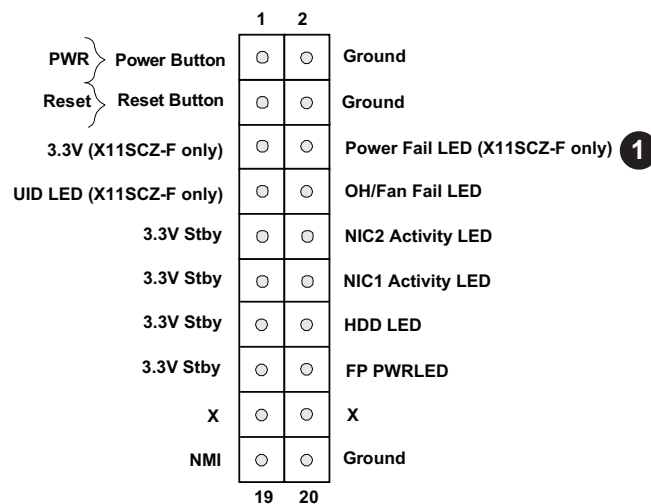 1 2
PWR Power Button Ground
Reset Reset Button Ground
3.3V (X11SCZ-F only) Power Fail LED (X11SCZ-F only) 1
UID LED (X11SCZ-F only) OH/Fan Fail LED
3.3V Stby NIC2 Activity LED
3.3V Stby NIC1 Activity LED
3.3V Stby HDD LED
3.3V Stby FP PWRLED
X X
NMI Ground
19 20